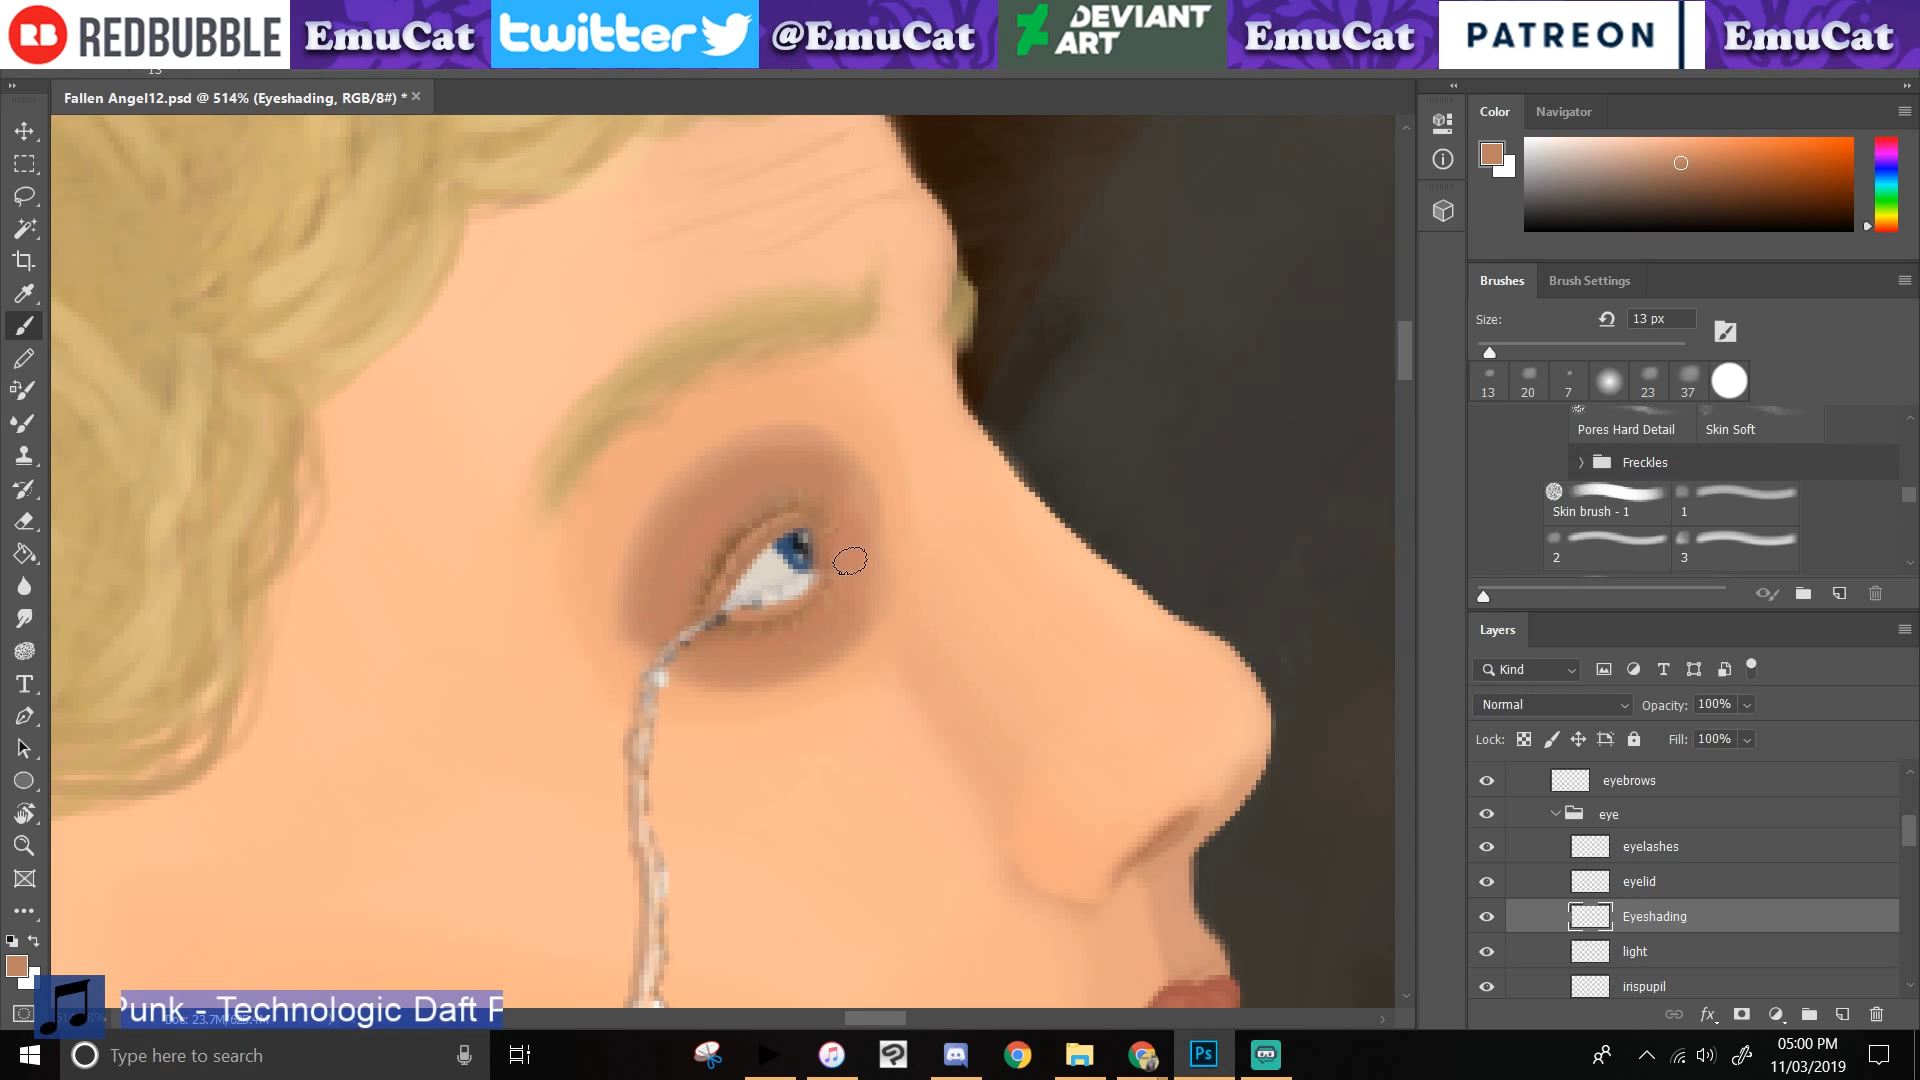 RB REDBUBBLE EmuCat twitter @EmuCat DEVIANT ART EmuCat PATREON EmuCat
13
Fallen Angel12.psd @ 514% (Eyeshading, RGB/8#) *
Color Navigator
Brushes Brush Settings
Size: 13 px
13 20 7 23 37
Pores Hard Detail Skin Soft
Freckles
Skin brush - 1 1
2 3
Layers
Kind
Normal Opacity: 100%
Lock: Fill: 100%
eyebrows
eye
eyelashes
eyelid
Eyeshading
light
irispupil
Punk - Technologic Daft P
Type here to search
Ps
05:00 PM
11/03/2019